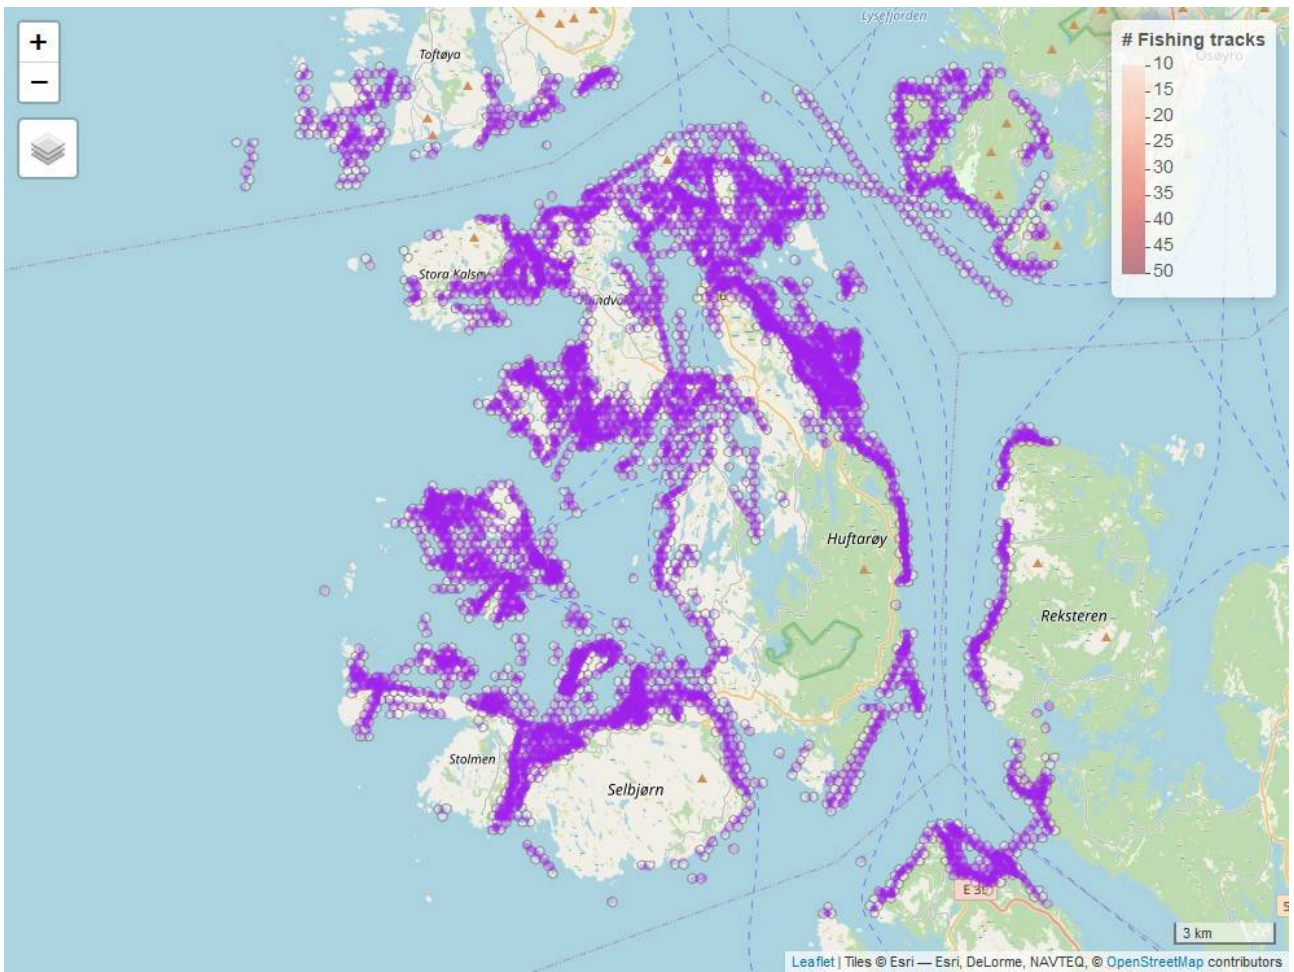 +
−
Lysefjorden
Toftøya
# Fishing tracks
Osøyro
10
15
20
25
30
35
40
45
50
Stora Kalsøy
Huftarøy
Reksteren
Stolmen
Selbjørn
3 km
Leaflet | Tiles © Esri — Esri, DeLorme, NAVTEQ, © OpenStreetMap contributors